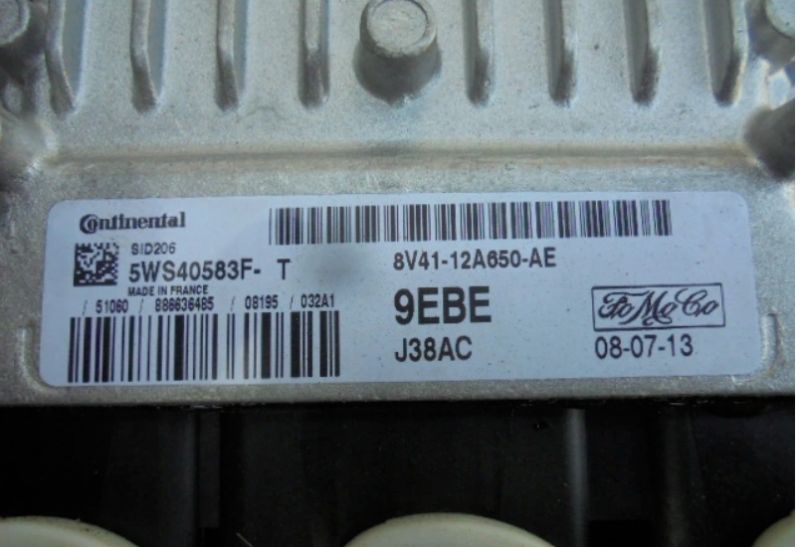 Continental
SID206
5WS40583F- T
MADE IN FRANCE
/ 51060 / 886636485 / 08195 / 032A1
8V41-12A650-AE
9EBE
J38AC
FoMoCo
08-07-13